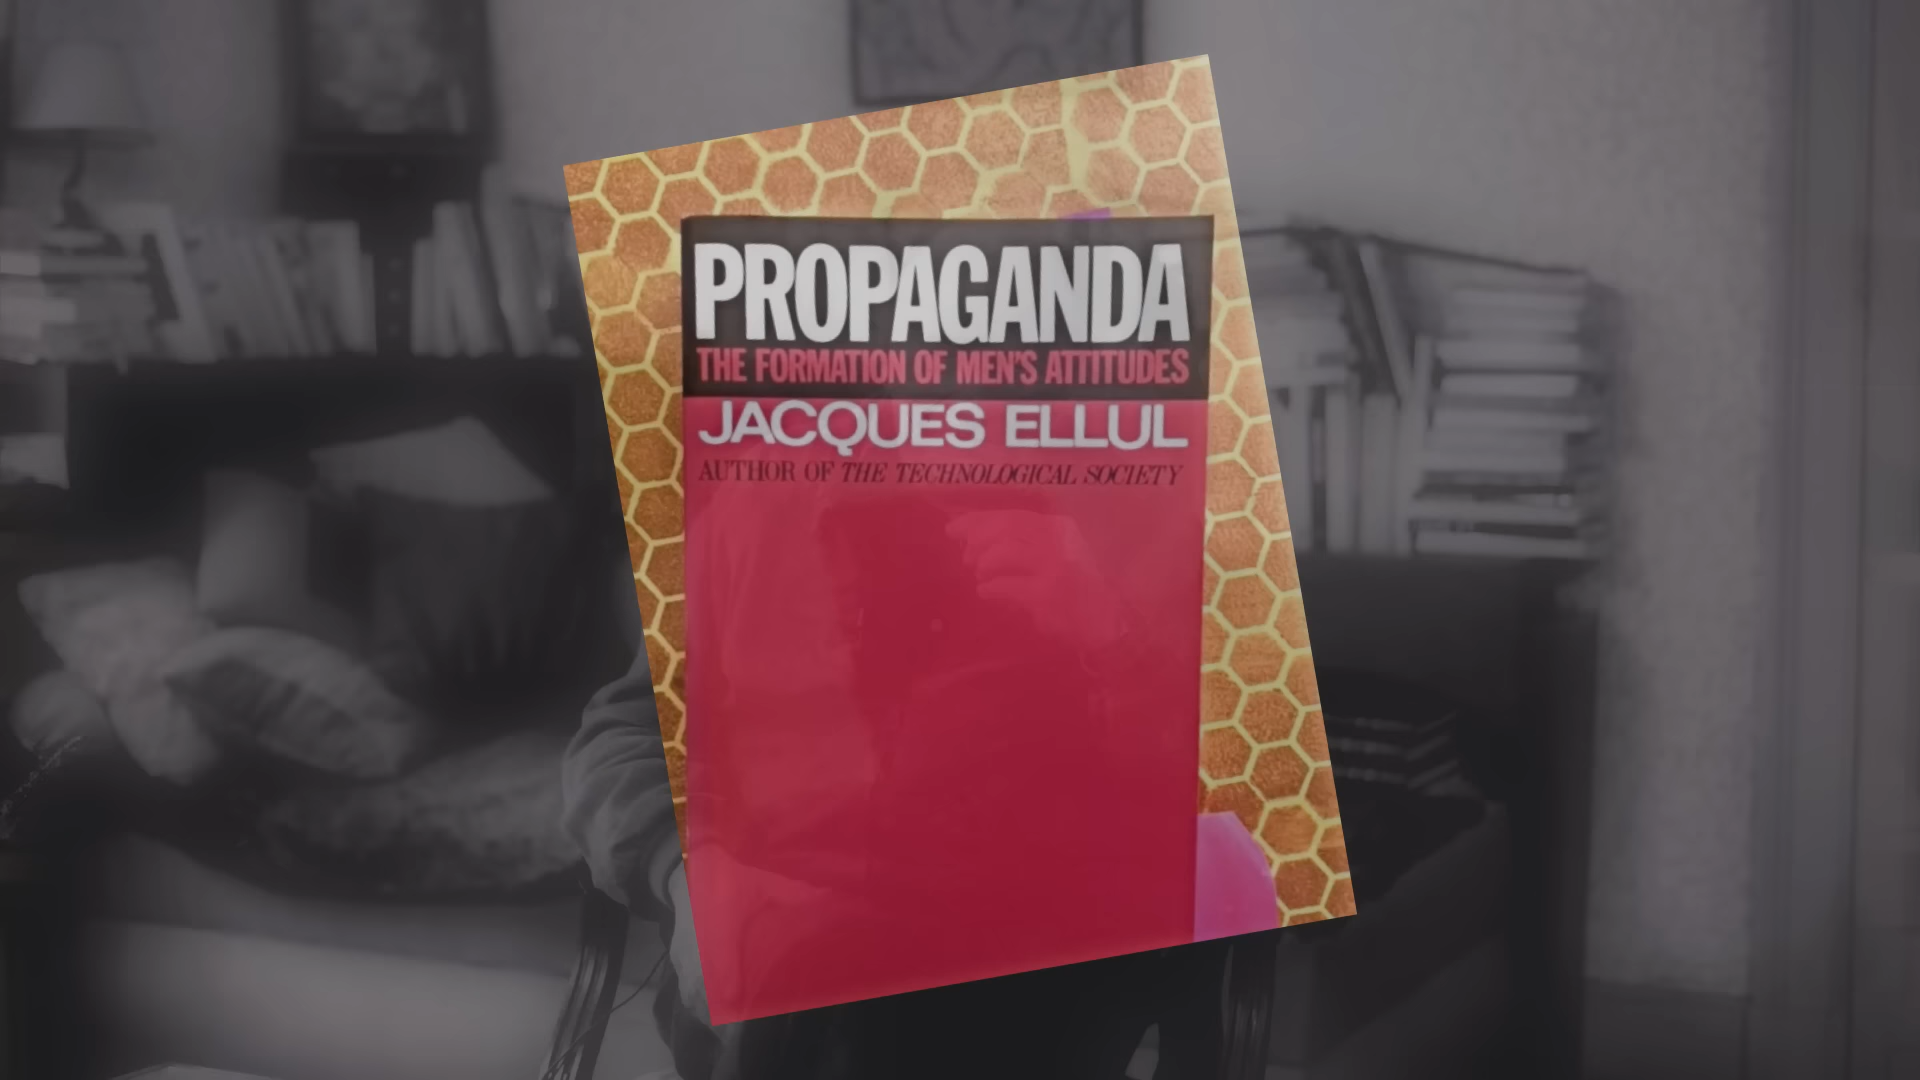 PROPAGANDA
THE FORMATION OF MEN'S ATTITUDES
JACQUES ELLUL
AUTHOR OF THE TECHNOLOGICAL SOCIETY